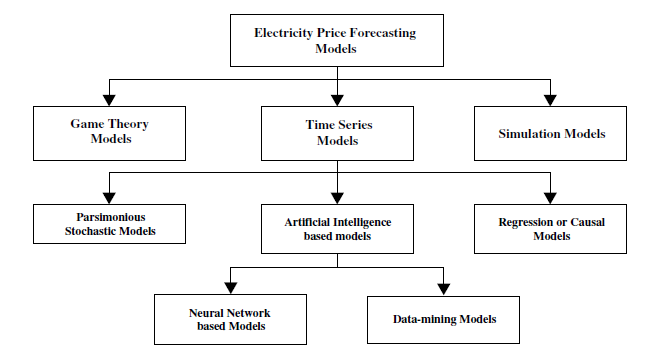 Electricity Price Forecasting
Models
Game Theory
Models
Time Series
Models
Simulation Models
Parsimonious
Stochastic Models
Artificial Intelligence
based models
Regression or Causal
Models
Neural Network
based Models
Data-mining Models